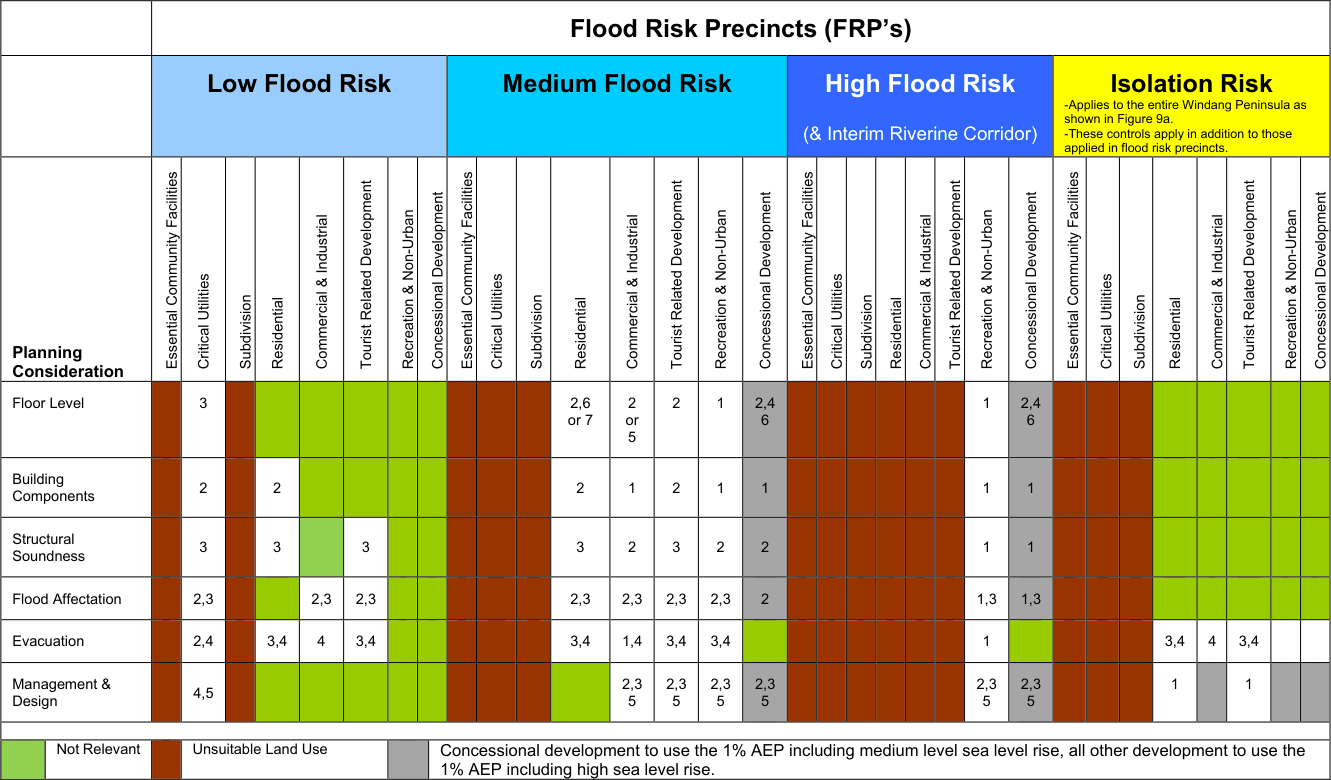 Flood Risk Precincts (FRP's)
Low Flood Risk
Medium Flood Risk
High Flood Risk
(& Interim Riverine Corridor)
Isolation Risk
-Applies to the entire Windang Peninsula as
shown in Figure 9a.
-These controls apply in addition to those
applied in flood risk precincts.
Planning
Consideration
Essential Community Facilities
Critical Utilities
Subdivision
Residential
Commercial & Industrial
Tourist Related Development
Recreation & Non-Urban
Concessional Development
Essential Community Facilities
Critical Utilities
Subdivision
Residential
Commercial & Industrial
Tourist Related Development
Recreation & Non-Urban
Concessional Development
Essential Community Facilities
Critical Utilities
Subdivision
Residential
Commercial & Industrial
Tourist Related Development
Recreation & Non-Urban
Concessional Development
Essential Community Facilities
Critical Utilities
Subdivision
Residential
Commercial & Industrial
Tourist Related Development
Recreation & Non-Urban
Concessional Development
Floor Level
3
2,6
or 7
2
or
5
2
1
2,4
6
1
2,4
6
Building
Components
2
2
2
1
2
1
1
1
1
Structural
Soundness
3
3
3
3
2
3
2
2
1
1
Flood Affectation
2,3
2,3
2,3
2,3
2,3
2,3
2,3
2
1,3
1,3
Evacuation
2,4
3,4
4
3,4
3,4
1,4
3,4
3,4
1
3,4
4
3,4
Management &
Design
4,5
2,3
5
2,3
5
2,3
5
2,3
5
2,3
5
2,3
5
1
1
Not Relevant
Unsuitable Land Use
Concessional development to use the 1% AEP including medium level sea level rise, all other development to use the
1% AEP including high sea level rise.